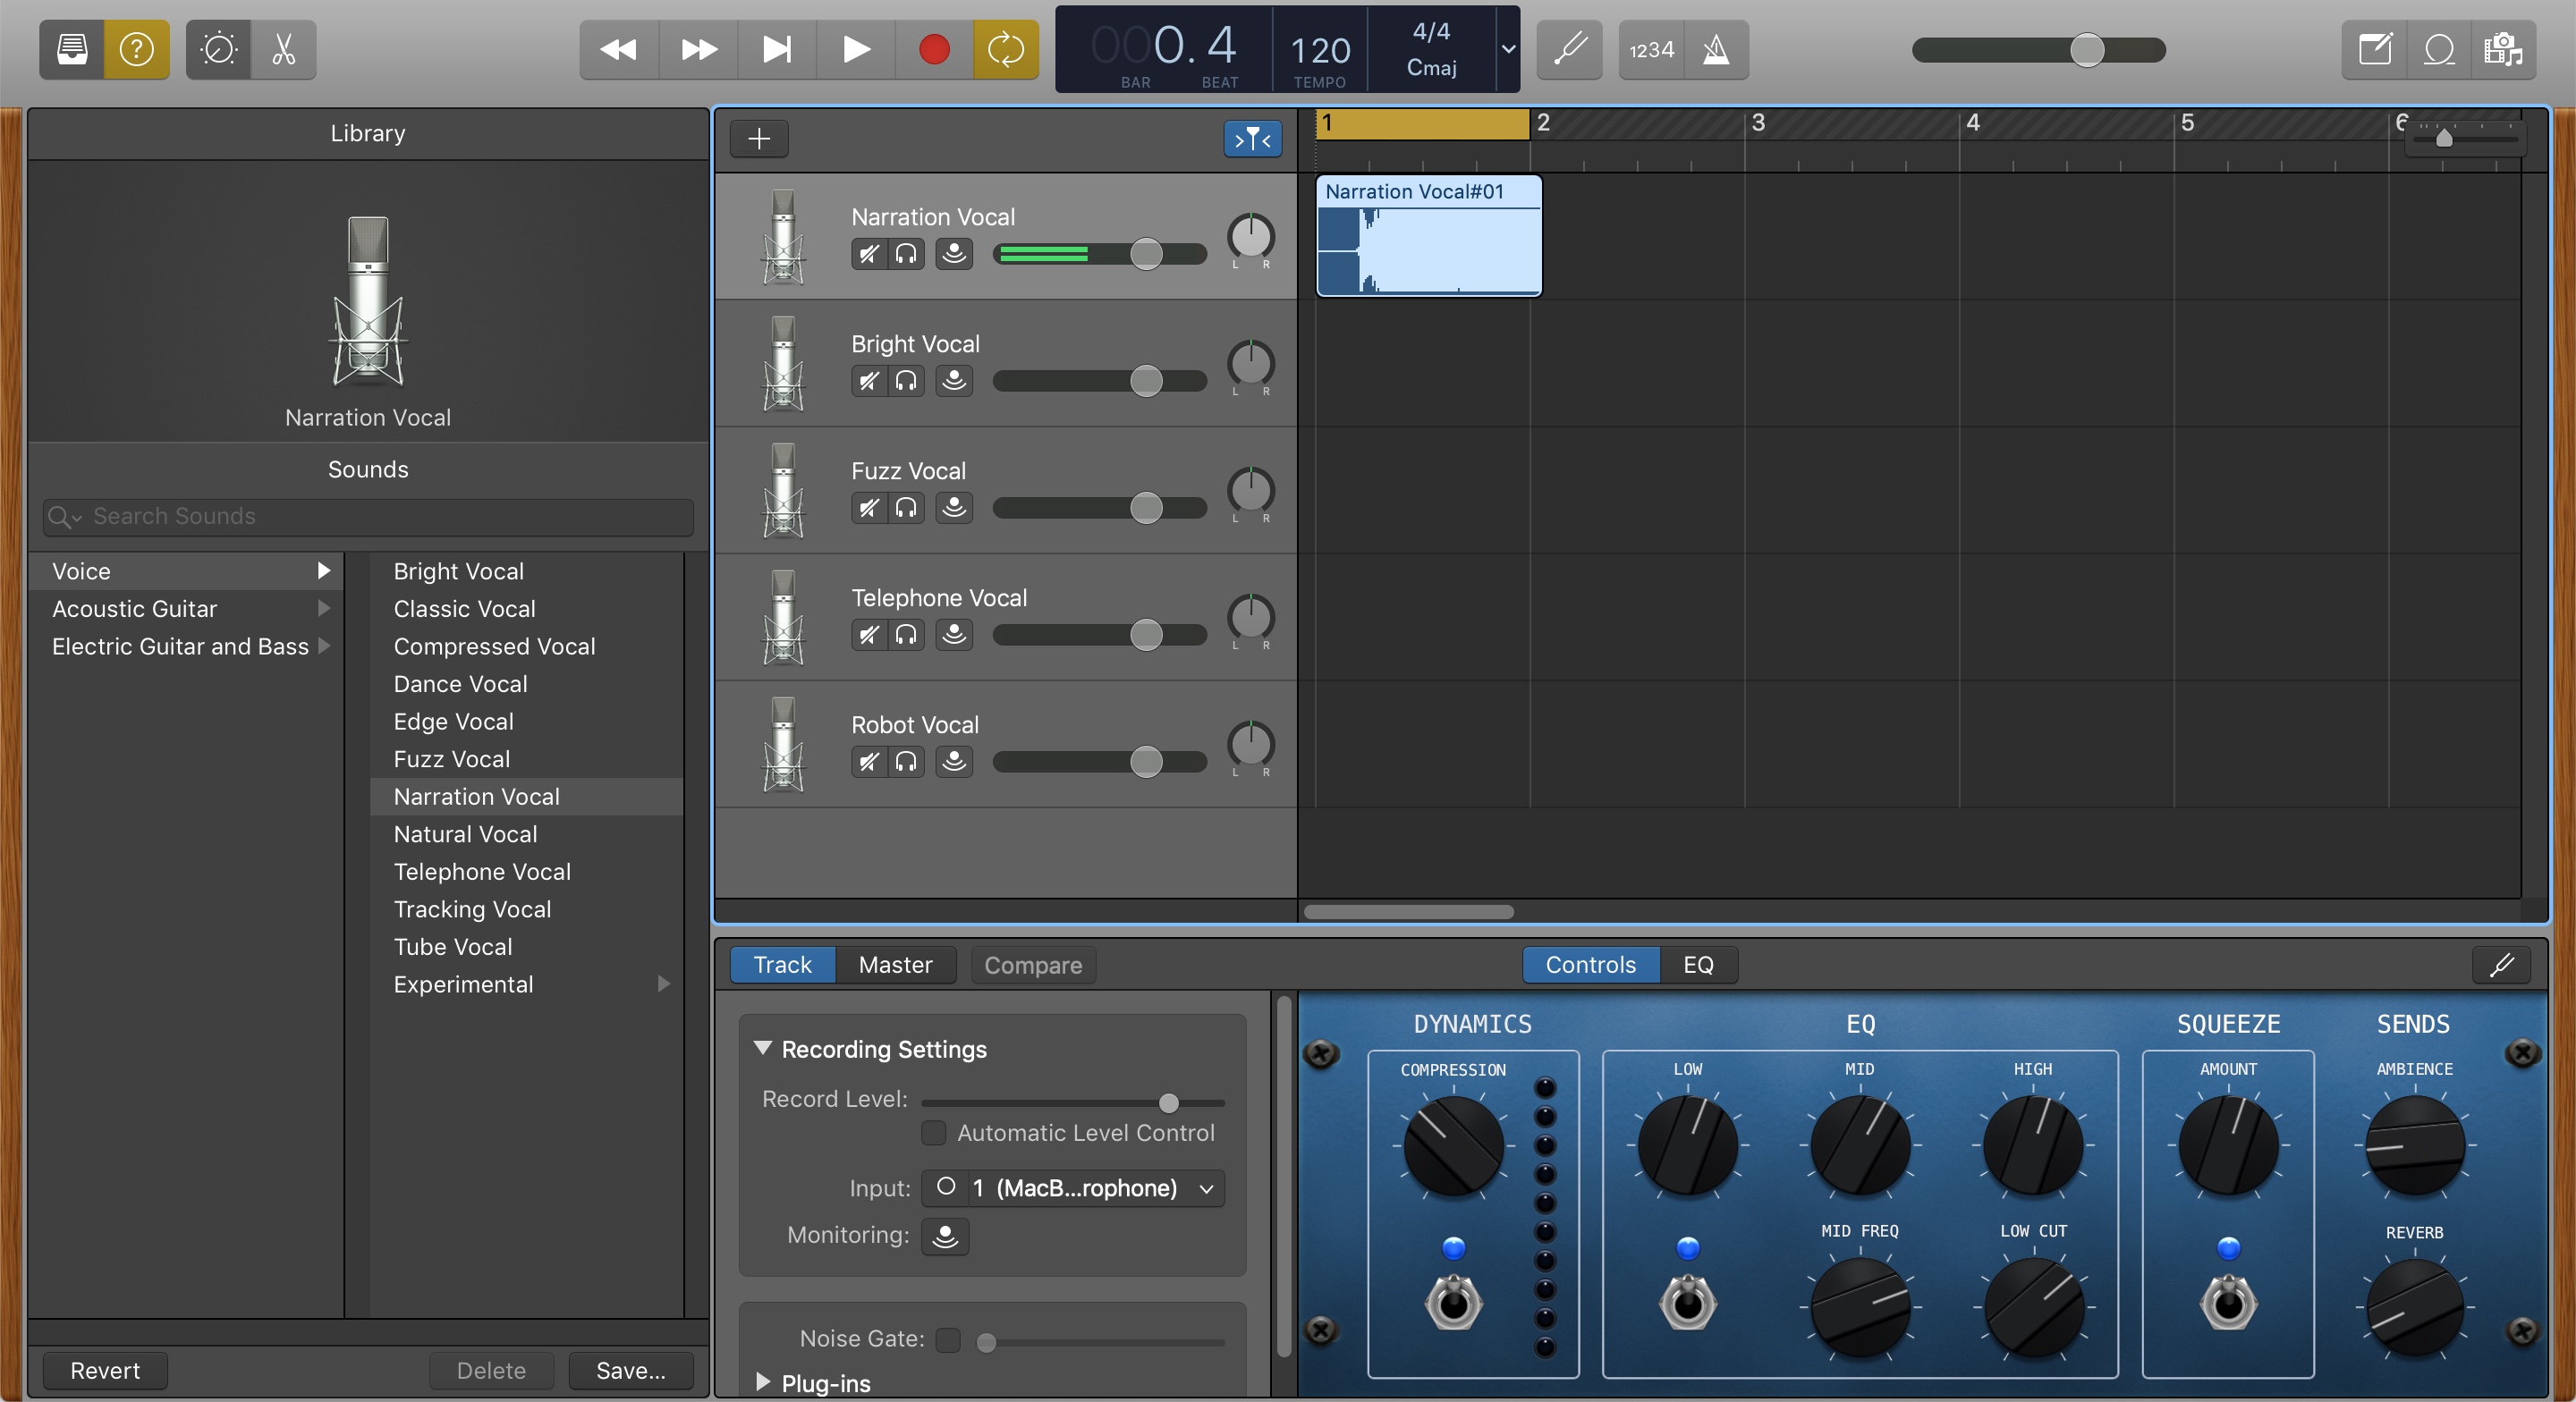 000. 4
BAR BEAT
120
TEMPO
4/4
Cmaj
1234
Library
Narration Vocal
Sounds
Search Sounds
Voice
Acoustic Guitar
Electric Guitar and Bass
Bright Vocal
Classic Vocal
Compressed Vocal
Dance Vocal
Edge Vocal
Fuzz Vocal
Narration Vocal
Natural Vocal
Telephone Vocal
Tracking Vocal
Tube Vocal
Experimental
Revert
Delete
Save...
1 2 3 4 5 6
Narration Vocal
L R
Narration Vocal#01
Bright Vocal
L R
Fuzz Vocal
L R
Telephone Vocal
L R
Robot Vocal
L R
Track Master Compare
Controls EQ
Recording Settings
Record Level:
Automatic Level Control
Input: 1 (MacB...rophone)
Monitoring:
Noise Gate:
Plug-ins
DYNAMICS EQ SQUEEZE SENDS
COMPRESSION LOW MID HIGH AMOUNT AMBIENCE
MID FREQ LOW CUT REVERB